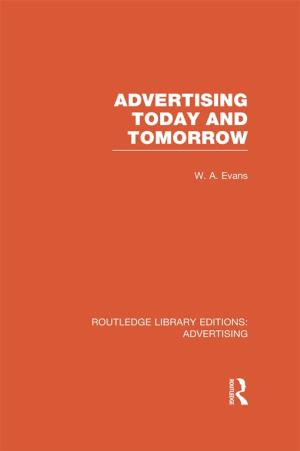 ADVERTISING
TODAY AND
TOMORROW
W. A. Evans
ROUTLEDGE LIBRARY EDITIONS:
ADVERTISING
ROUTLEDGE